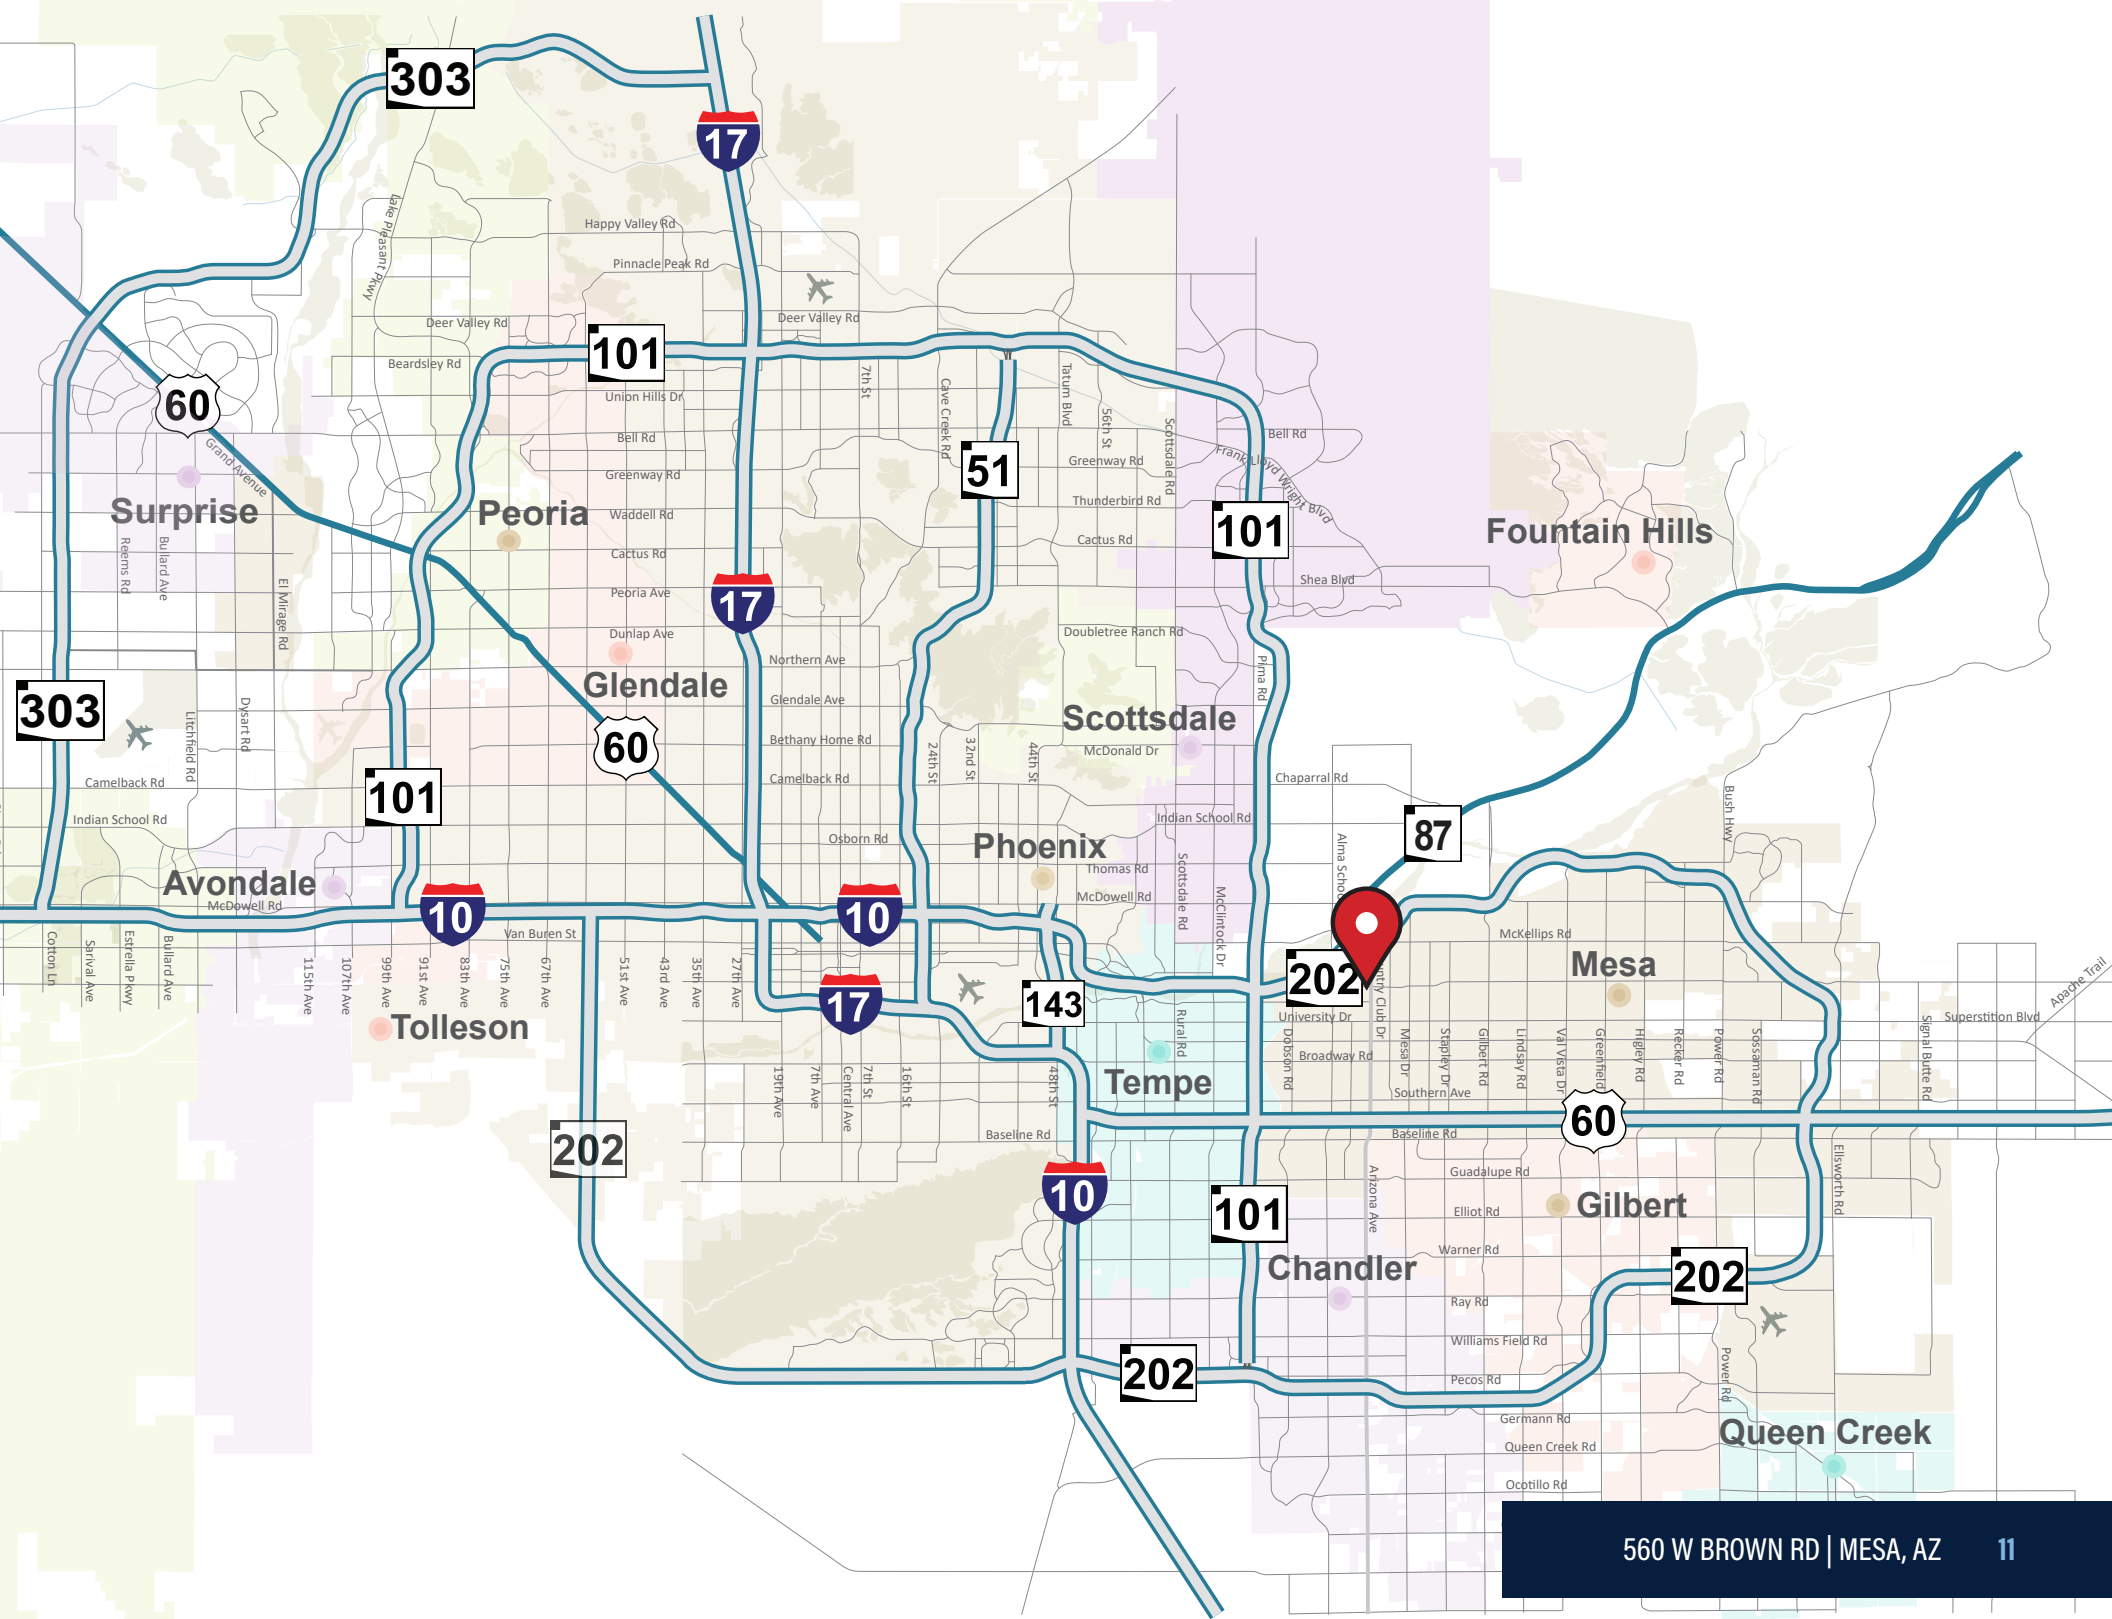 303
17
Lake Pleasant Pkwy
Happy Valley Rd
Pinnacle Peak Rd
Deer Valley Rd
Deer Valley Rd
Beardsley Rd
101
60
Grand Avenue
Union Hills Dr
7th St
Cave Creek Rd
Tatum Blvd
56th St
Scottsdale Rd
Bell Rd
Bell Rd
Frank Lloyd Wright Blvd
Greenway Rd
51
Greenway Rd
Thunderbird Rd
Surprise
Peoria
Waddell Rd
101
Fountain Hills
Reems Rd
Bullard Ave
El Mirage Rd
Cactus Rd
Cactus Rd
Peoria Ave
17
Shea Blvd
Dunlap Ave
Doubletree Ranch Rd
Northern Ave
Pima Rd
Glendale
Glendale Ave
303
Litchfield Rd
Dysart Rd
60
Scottsdale
Bethany Home Rd
McDonald Dr
24th St
32nd St
44th St
Camelback Rd
101
Camelback Rd
Chaparral Rd
Indian School Rd
Indian School Rd
Bush Hwy
Osborn Rd
87
Phoenix
Thomas Rd
Scottsdale Rd
McClintock Dr
Avondale
McDowell Rd
10
10
McDowell Rd
Van Buren St
McKellips Rd
Cotton Ln
Sarival Ave
Estrella Pkwy
Bullard Ave
115th Ave
107th Ave
99th Ave
91st Ave
83rd Ave
75th Ave
67th Ave
51st Ave
43rd Ave
35th Ave
27th Ave
17
143
202
Mesa
Apache Trail
University Dr
Superstition Blvd
Tolleson
Rural Rd
Dobson Rd
Broadway Rd
Mesa Dr
Stapley Dr
Gilbert Rd
Lindsay Rd
Val Vista Dr
Greenfield
Higley Rd
Recker Rd
Power Rd
Sossaman Rd
Signal Butte Rd
19th Ave
7th Ave
Central Ave
7th St
16th St
48th St
Tempe
Southern Ave
60
202
Baseline Rd
Baseline Rd
Arizona Ave
Guadalupe Rd
Ellsworth Rd
10
101
Elliot Rd
Gilbert
Warner Rd
Chandler
202
Ray Rd
Williams Field Rd
202
Pecos Rd
Power Rd
Germann Rd
Queen Creek Rd
Queen Creek
Ocotillo Rd
560 W BROWN RD | MESA, AZ 11